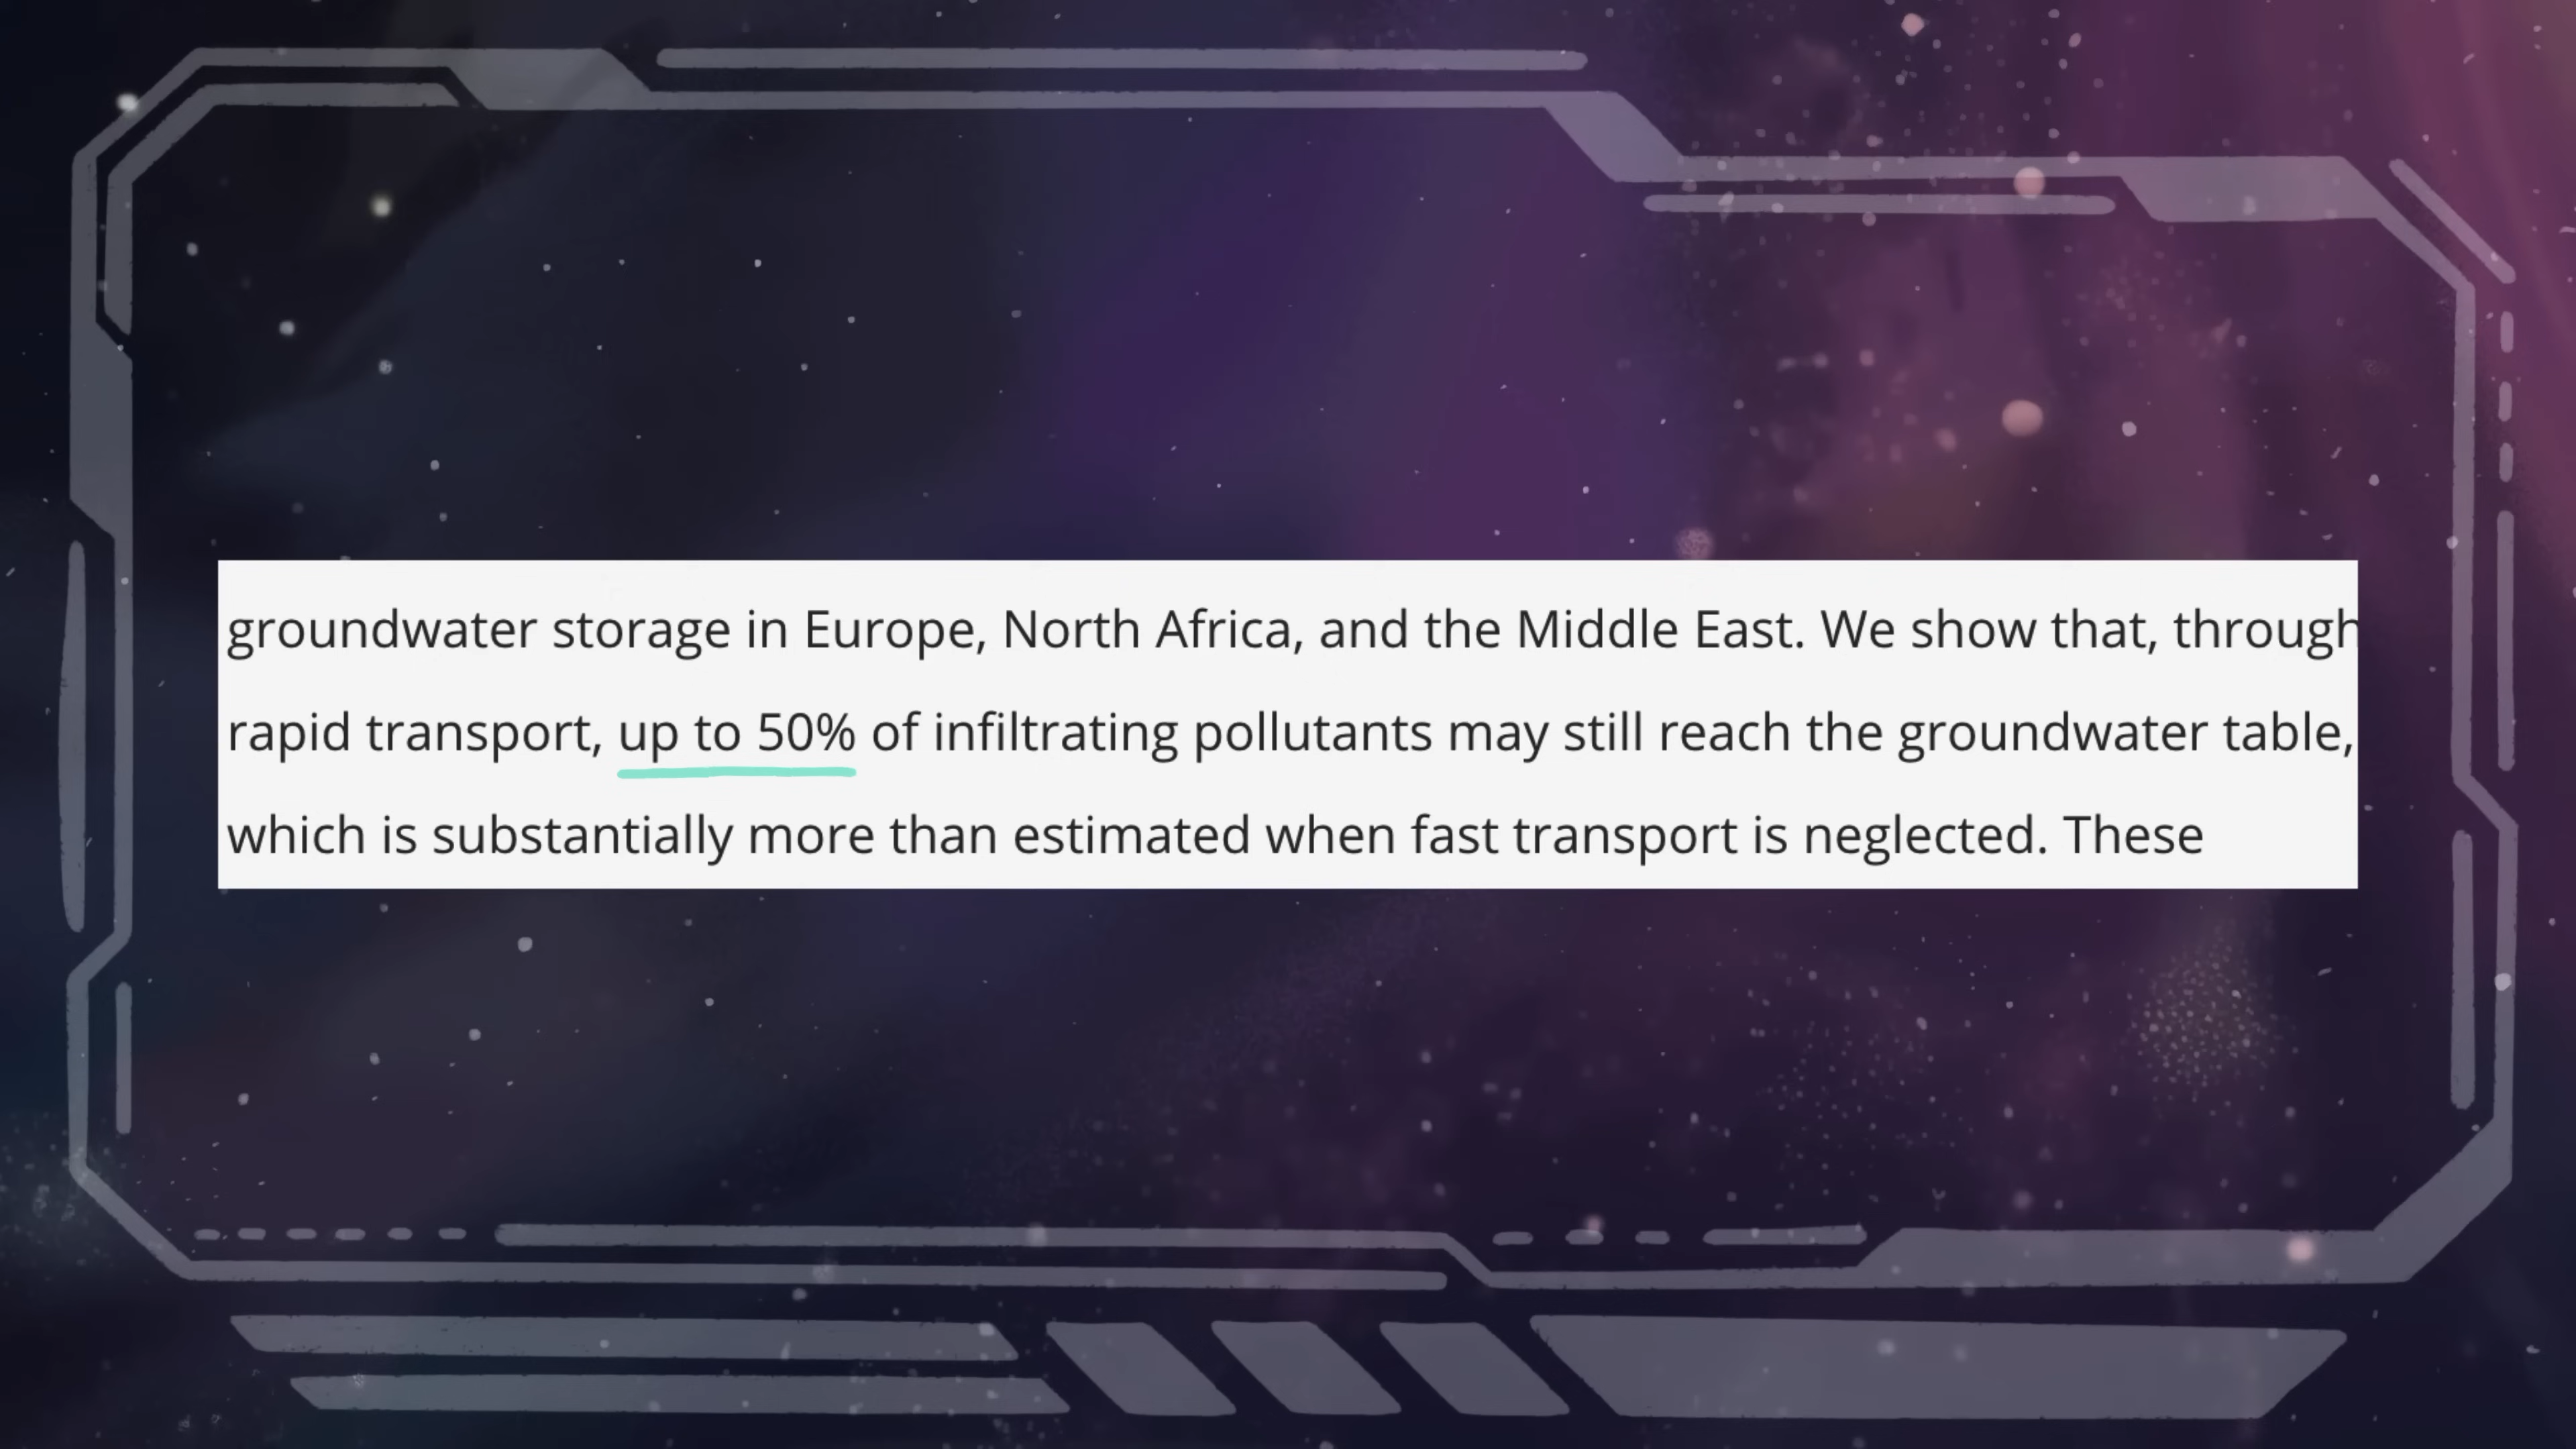 groundwater storage in Europe, North Africa, and the Middle East. We show that, through
rapid transport, up to 50% of infiltrating pollutants may still reach the groundwater table,
which is substantially more than estimated when fast transport is neglected. These